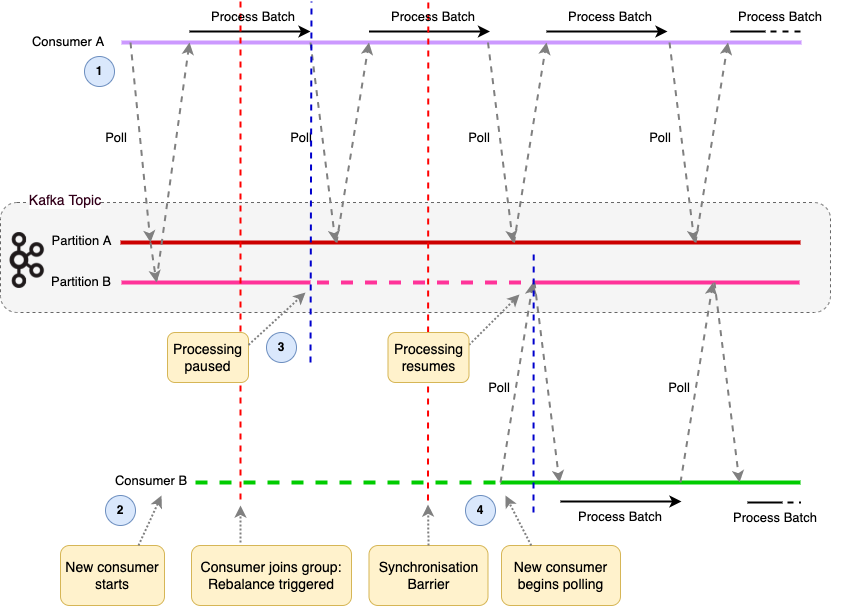 Process Batch
Process Batch
Process Batch
Process Batch
Consumer A
1
Poll
Poll
Poll
Poll
Kafka Topic
Partition A
Partition B
Processing
paused
3
Processing
resumes
Poll
Poll
Consumer B
2
4
Process Batch
Process Batch
New consumer
starts
Consumer joins group:
Rebalance triggered
Synchronisation
Barrier
New consumer
begins polling